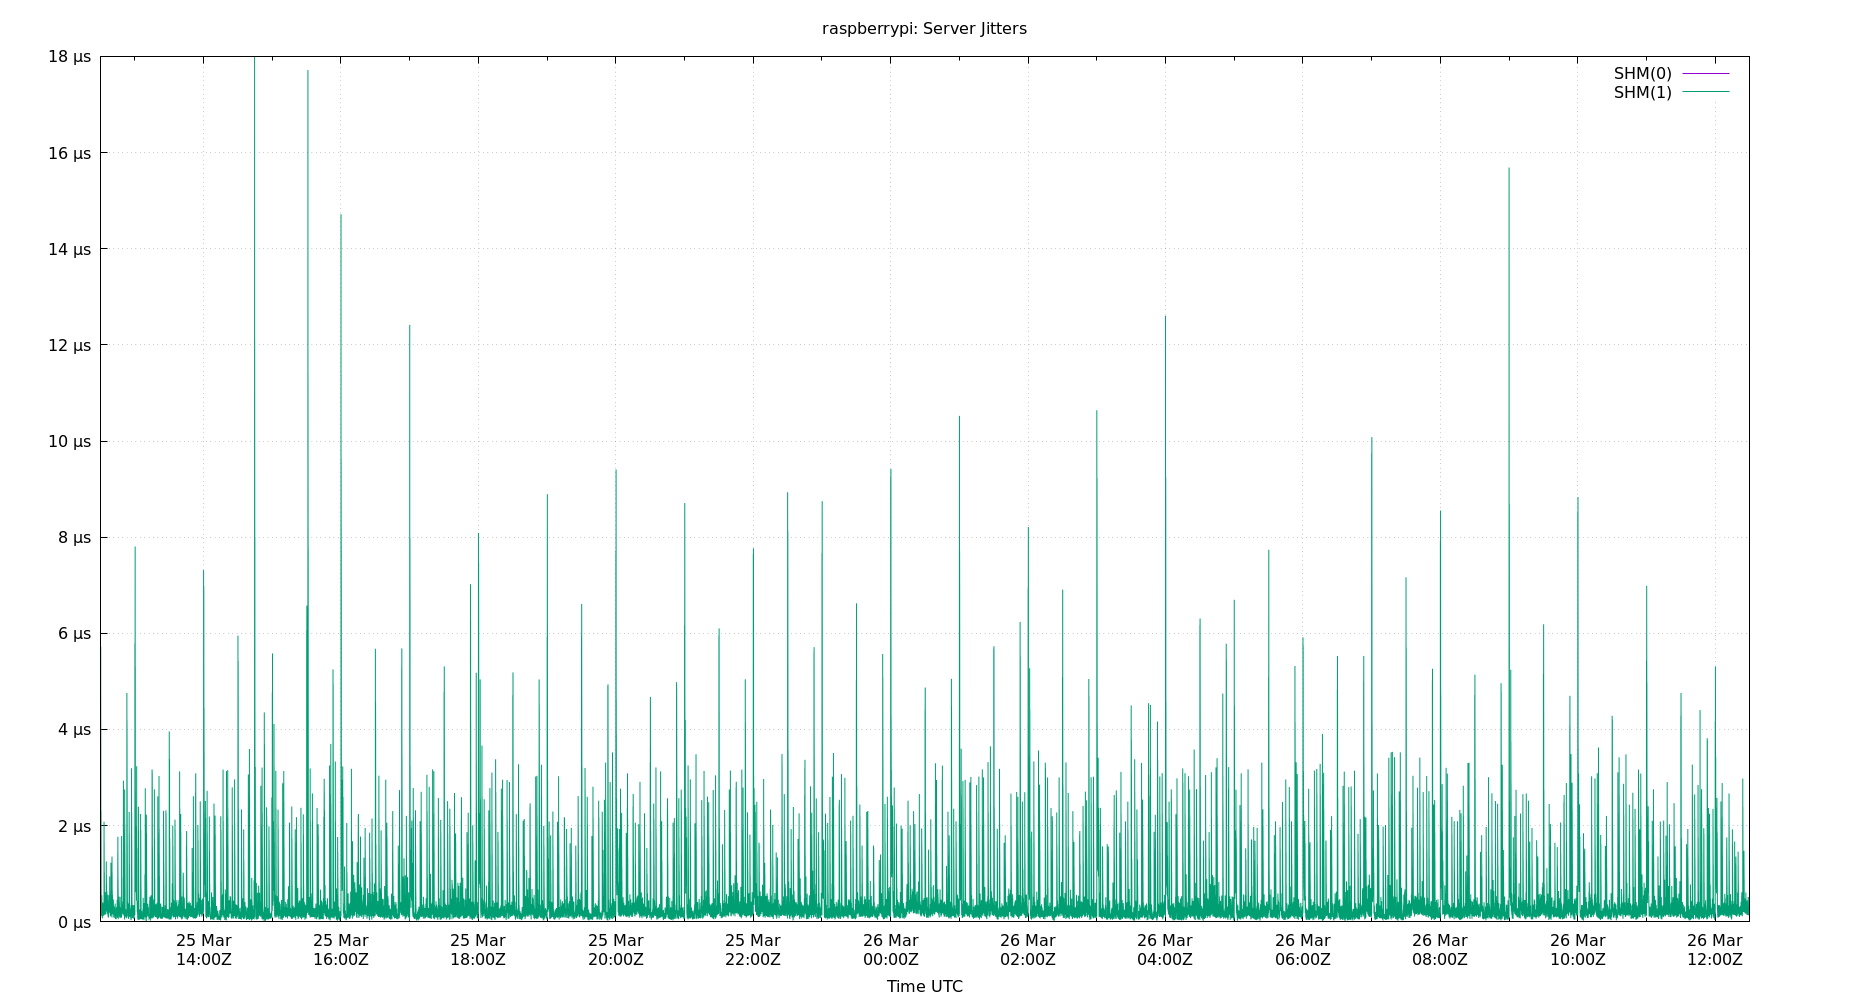 raspberrypi: Server Jitters
18 µs
16 µs
14 µs
12 µs
10 µs
8 µs
6 µs
4 µs
2 µs
0 µs
SHM(0)
SHM(1)
25 Mar 25 Mar 25 Mar 25 Mar 25 Mar 26 Mar 26 Mar 26 Mar 26 Mar 26 Mar 26 Mar 26 Mar
14:00Z 16:00Z 18:00Z 20:00Z 22:00Z 00:00Z 02:00Z 04:00Z 06:00Z 08:00Z 10:00Z 12:00Z
Time UTC